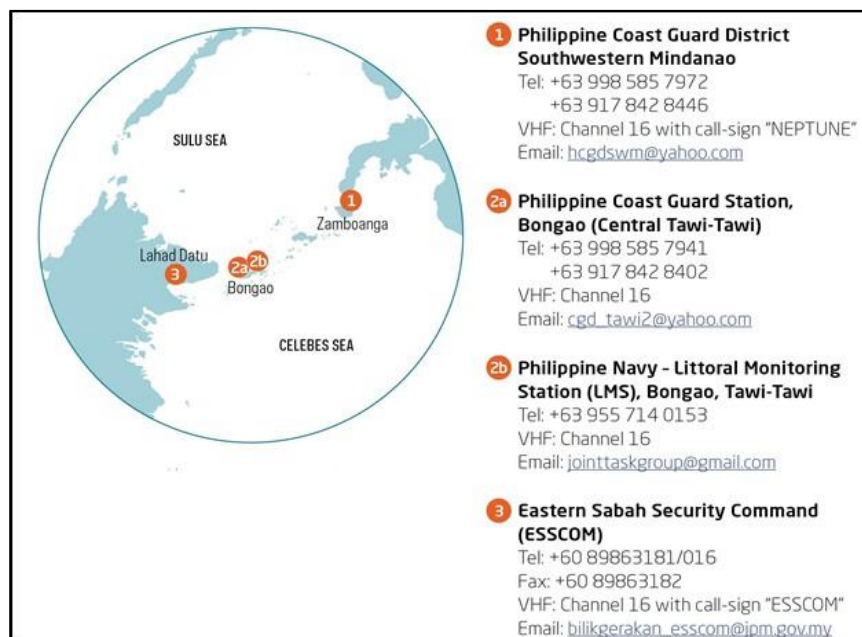 SULU SEA
1
Zamboanga
Lahad Datu
3
2a
2b
Bongao
CELEBES SEA
1 Philippine Coast Guard District
Southwestern Mindanao
Tel: +63 998 585 7972
+63 917 842 8446
VHF: Channel 16 with call-sign "NEPTUNE"
Email: hcgdswm@yahoo.com
2a Philippine Coast Guard Station,
Bongao (Central Tawi-Tawi)
Tel: +63 998 585 7941
+63 917 842 8402
VHF: Channel 16
Email: cgd_tawi2@yahoo.com
2b Philippine Navy – Littoral Monitoring
Station (LMS), Bongao, Tawi-Tawi
Tel: +63 955 714 0153
VHF: Channel 16
Email: jointtaskgroup@gmail.com
3 Eastern Sabah Security Command
(ESSCOM)
Tel: +60 89863181/016
Fax: +60 89863182
VHF: Channel 16 with call-sign "ESSCOM"
Email: bilikgerakan_esscom@jpm.gov.my